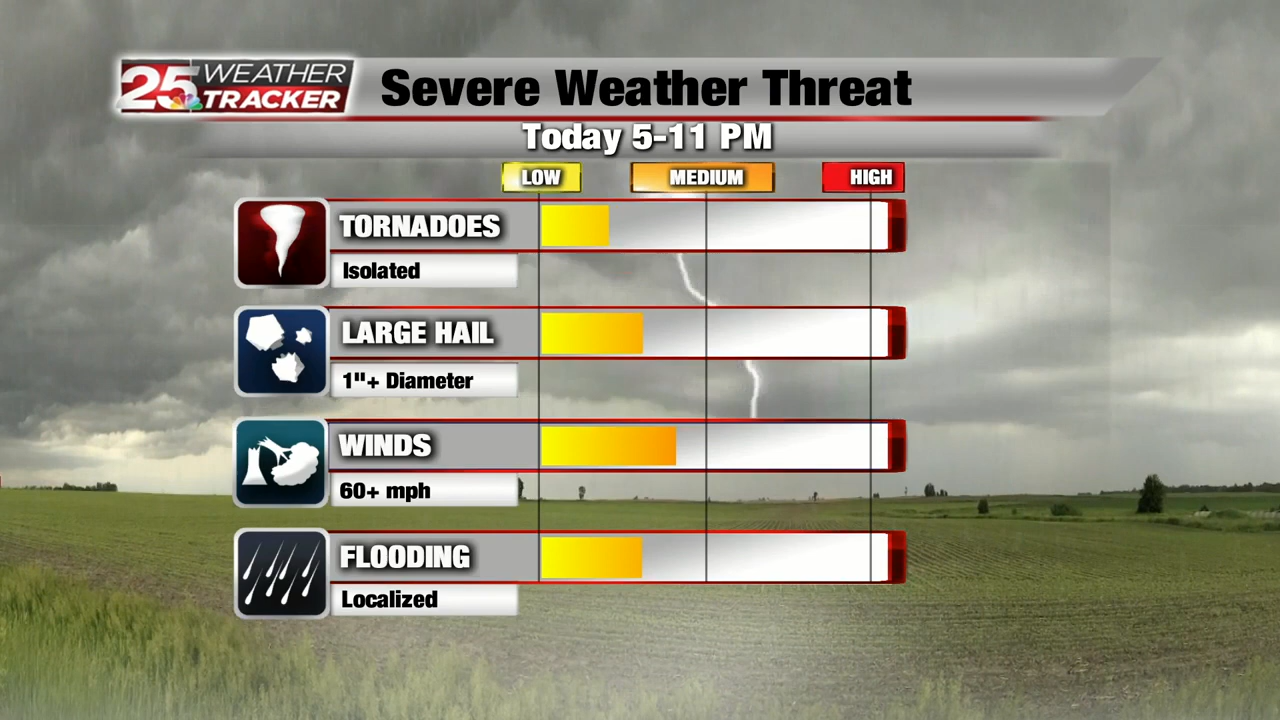 25 WEATHER
TRACKER
Severe Weather Threat
Today 5-11 PM
LOW MEDIUM HIGH
TORNADOES
Isolated
LARGE HAIL
1"+ Diameter
WINDS
60+ mph
FLOODING
Localized